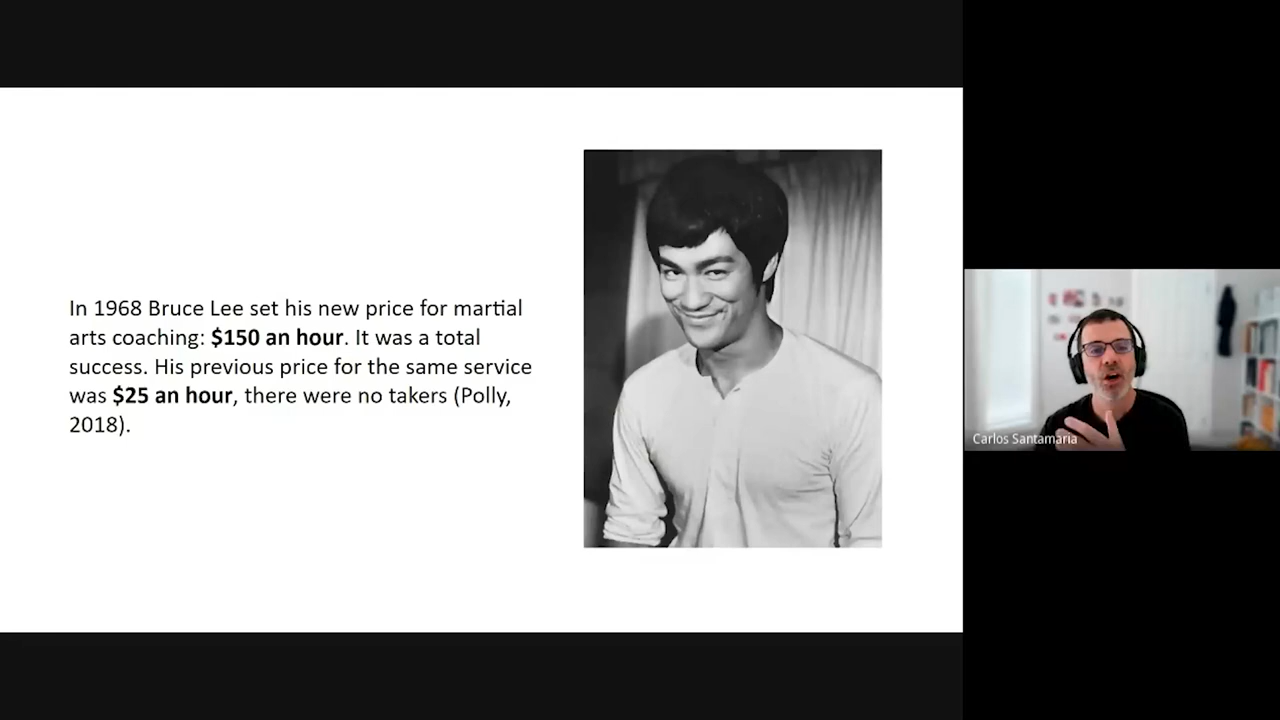 In 1968 Bruce Lee set his new price for martial
arts coaching: $150 an hour. It was a total
success. His previous price for the same service
was $25 an hour, there were no takers (Polly,
2018).
Carlos Santamaria